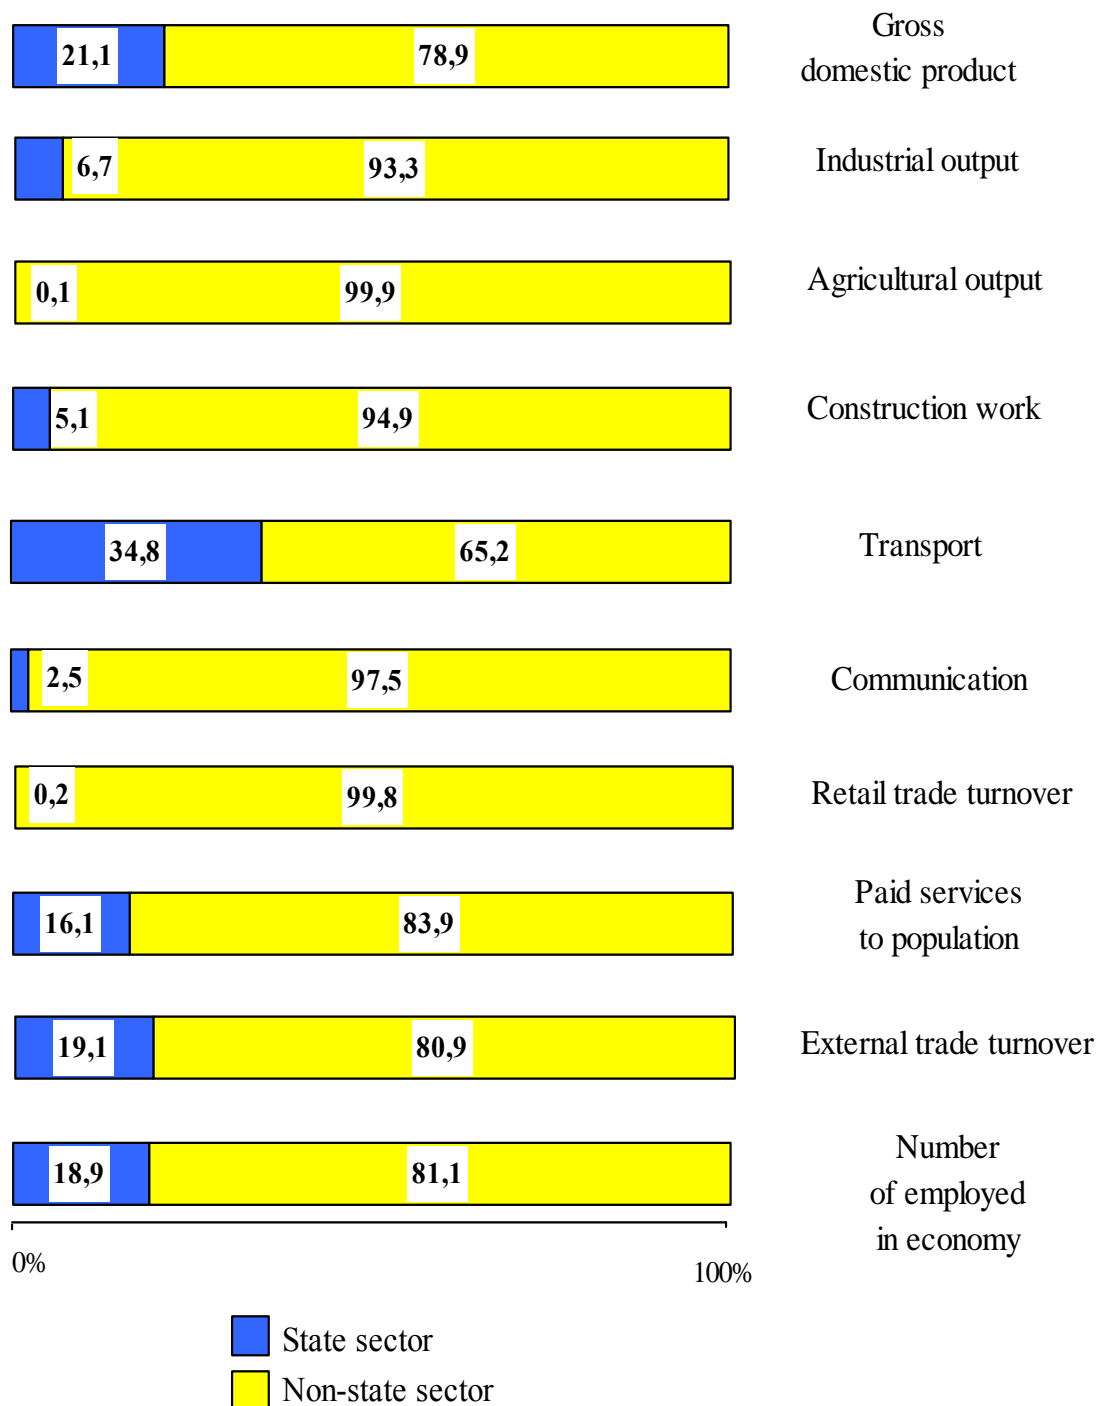 21,1
78,9
Gross
domestic product
6,7
93,3
Industrial output
0,1
99,9
Agricultural output
5,1
94,9
Construction work
34,8
65,2
Transport
2,5
97,5
Communication
0,2
99,8
Retail trade turnover
16,1
83,9
Paid services
to population
19,1
80,9
External trade turnover
18,9
81,1
Number
of employed
in economy
0%
100%
State sector
Non-state sector